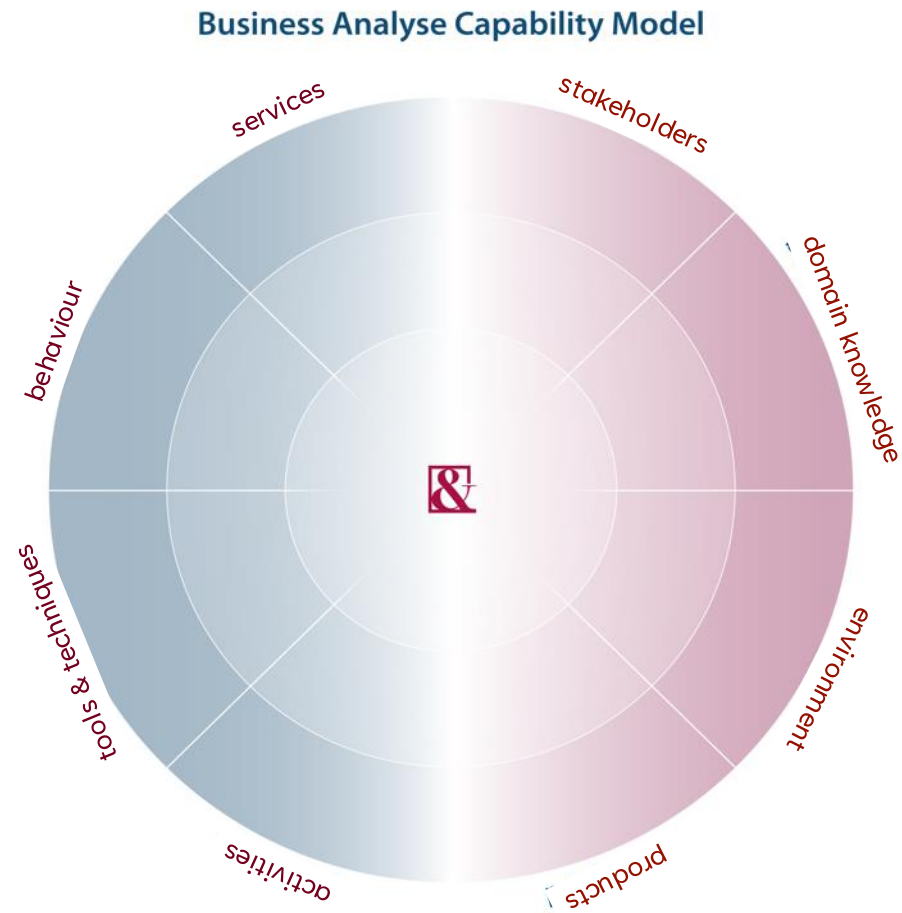 Business Analyse Capability Model
services
stakeholders
behaviour
domain knowledge
&
tools & techniques
environment
activities
products